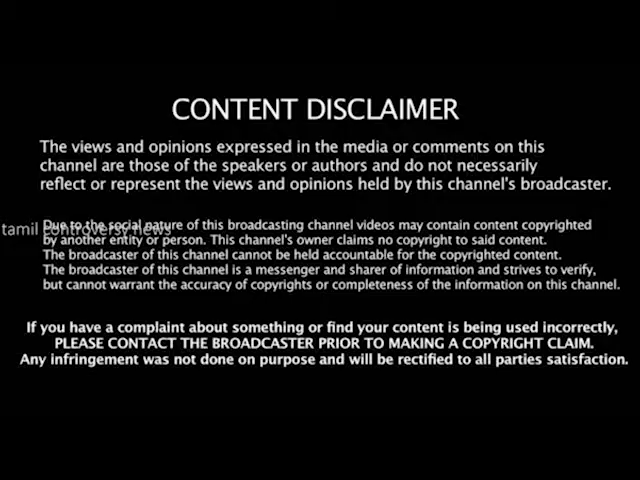 CONTENT DISCLAIMER
The views and opinions expressed in the media or comments on this
channel are those of the speakers or authors and do not necessarily
reflect or represent the views and opinions held by this channel's broadcaster.
Due to the social nature of this broadcasting channel videos may contain content copyrighted
tamil controversy news
by another entity or person. This channel's owner claims no copyright to said content.
The broadcaster of this channel cannot be held accountable for the copyrighted content.
The broadcaster of this channel is a messenger and sharer of information and strives to verify,
but cannot warrant the accuracy of copyrights or completeness of the information on this channel.
If you have a complaint about something or find your content is being used incorrectly,
PLEASE CONTACT THE BROADCASTER PRIOR TO MAKING A COPYRIGHT CLAIM.
Any infringement was not done on purpose and will be rectified to all parties satisfaction.